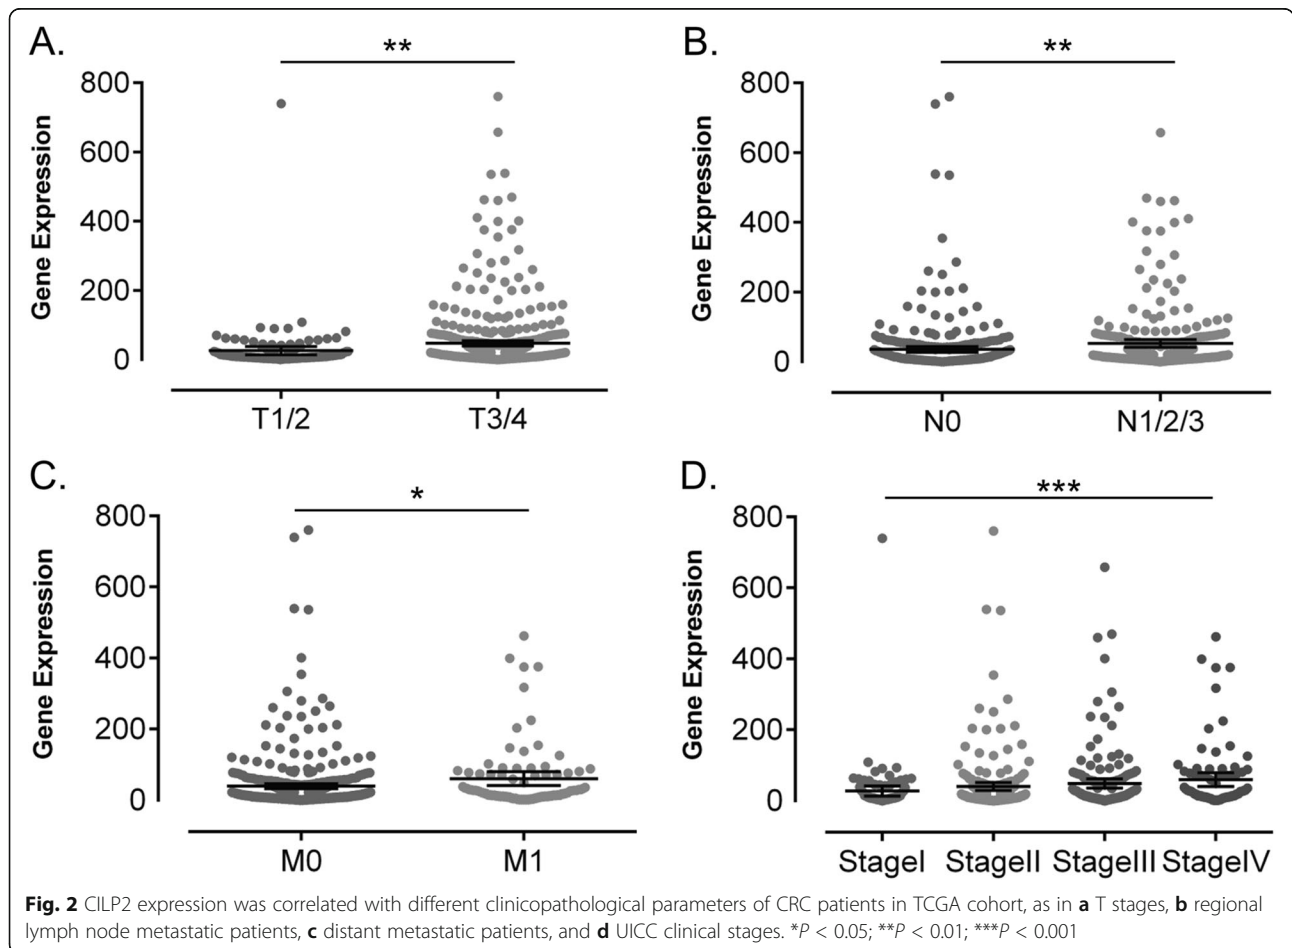 A.
**
800
600
400
200
0
Gene Expression
T1/2 T3/4
B.
**
800
600
400
200
0
Gene Expression
N0 N1/2/3
C.
*
800
600
400
200
0
Gene Expression
M0 M1
D.
***
800
600
400
200
0
Gene Expression
StageI StageII StageIII StageIV
Fig. 2 CILP2 expression was correlated with different clinicopathological parameters of CRC patients in TCGA cohort, as in a T stages, b regional
lymph node metastatic patients, c distant metastatic patients, and d UICC clinical stages. *P < 0.05; **P < 0.01; ***P < 0.001